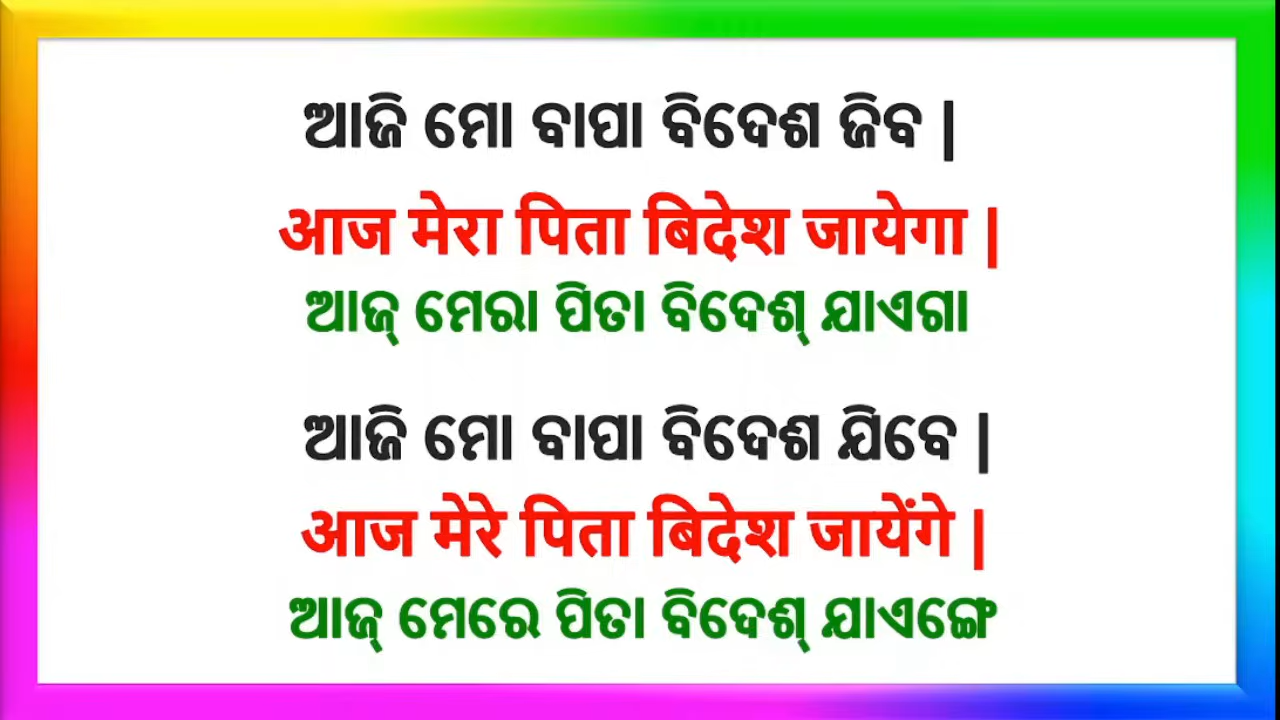 ଆଜି ମୋ ବାପା ବିଦେଶ ଜିବ |
आज मेरा पिता बिदेश जायेगा |
ଆଜ୍ ମେରା ପିତା ବିଦେଶ୍ ଯାଏଗା
ଆଜି ମୋ ବାପା ବିଦେଶ ଯିବେ |
आज मेरे पिता बिदेश जायेंगे |
ଆଜ୍ ମେରେ ପିତା ବିଦେଶ୍ ଯାଏଙ୍ଗେ